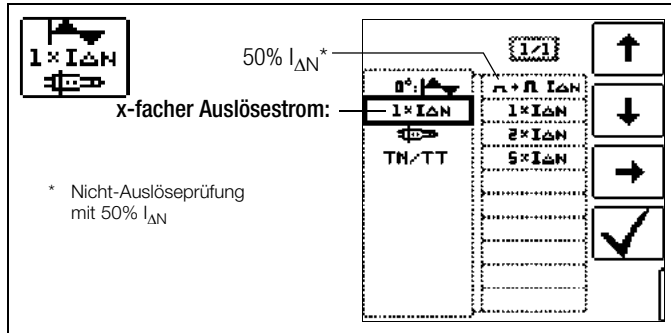 1×IΔN
50% IΔN*
x-facher Auslösestrom:
* Nicht-Auslöseprüfung
mit 50% IΔN
1/1
0°:
1×IΔN
TN/TT
IΔN
1×IΔN
2×IΔN
5×IΔN